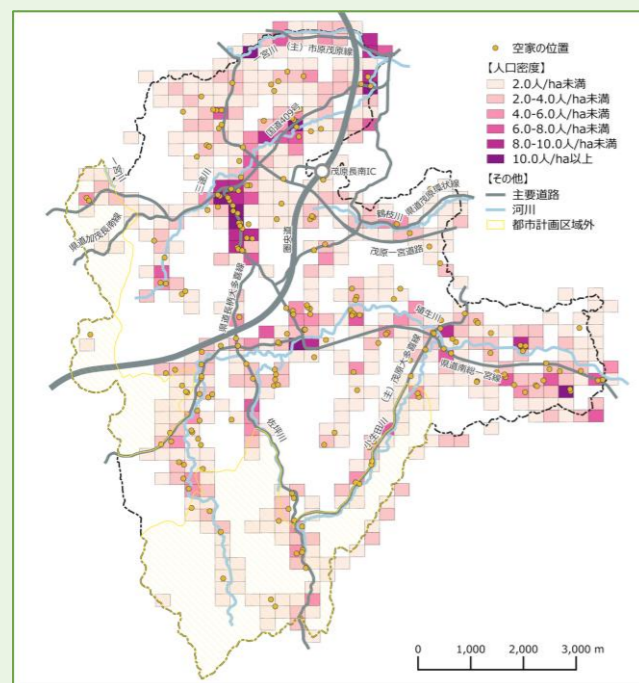 空家の位置
【人口密度】
2.0人/ha未満
2.0-4.0人/ha未満
4.0-6.0人/ha未満
6.0-8.0人/ha未満
8.0-10.0人/ha未満
10.0人/ha以上
【その他】
主要道路
河川
都市計画区域外
一宮川
(主)市原茂原線
国道409号
三途川
茂原長南IC
一宮川
県道茂原環状線
鶴枝川
県道加茂長南線
圏央道
茂原一宮道路
県道長柄大多喜線
埴生川
(主)茂原大多喜線
県道南総一宮線
佐坪川
小生田川
0 1,000 2,000 3,000 m